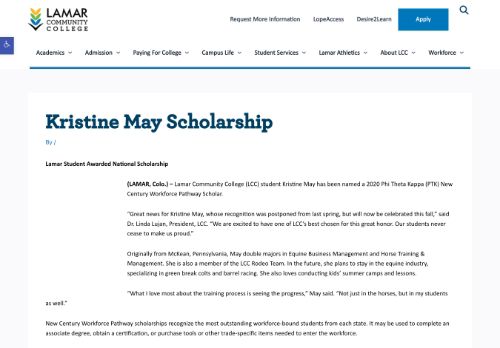 LAMAR
COMMUNITY
COLLEGE
Request More Information LopeAccess Desire2Learn Apply
Academics Admission Paying For College Campus Life Student Services Lamar Athletics About LCC Workforce
Kristine May Scholarship
By /
Lamar Student Awarded National Scholarship
(LAMAR, Colo.) – Lamar Community College (LCC) student Kristine May has been named a 2020 Phi Theta Kappa (PTK) New
Century Workforce Pathway Scholar.
“Great news for Kristine May, whose recognition was postponed from last spring, but will now be celebrated this fall,” said
Dr. Linda Lujan, President, LCC. “We are excited to have one of LCC’s best chosen for this great honor. Our students never
cease to make us proud.”
Originally from McKean, Pennsylvania, May double majors in Equine Business Management and Horse Training &
Management. She is also a member of the LCC Rodeo Team. In the future, she plans to stay in the equine industry,
specializing in green break colts and barrel racing. She also loves conducting kids’ summer camps and lessons.
“What I love most about the training process is seeing the progress,” May said. “Not just in the horses, but in my students
as well.”
New Century Workforce Pathway scholarships recognize the most outstanding workforce-bound students from each state. It may be used to complete an
associate degree, obtain a certification, or purchase tools or other trade-specific items needed to enter the workforce.